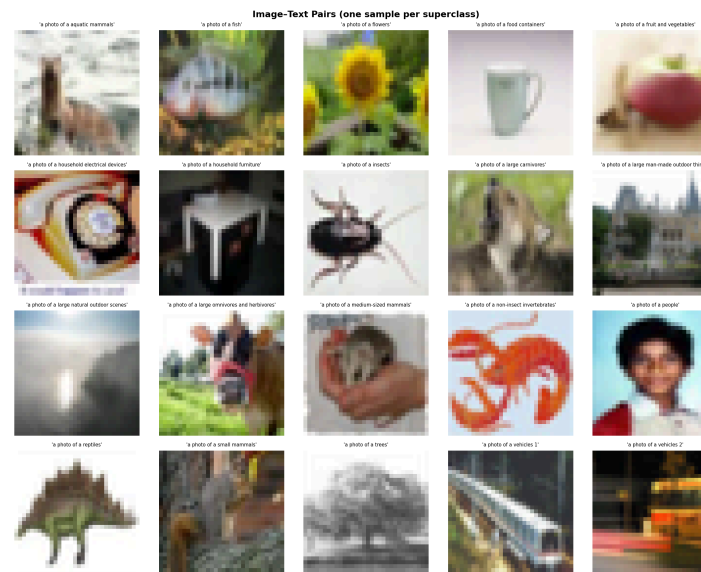 Image-Text Pairs (one sample per superclass)
'a photo of a aquatic mammals'
'a photo of a fish'
'a photo of a flowers'
'a photo of a food containers'
'a photo of a fruit and vegetables'
'a photo of a household electrical devices'
'a photo of a household furniture'
'a photo of a insects'
'a photo of a large carnivores'
'a photo of a large man-made outdoor thin
'a photo of a large natural outdoor scenes'
'a photo of a large omnivores and herbivores'
'a photo of a medium-sized mammals'
'a photo of a non-insect invertebrates'
'a photo of a people'
'a photo of a reptiles'
'a photo of a small mammals'
'a photo of a trees'
'a photo of a vehicles 1'
'a photo of a vehicles 2'